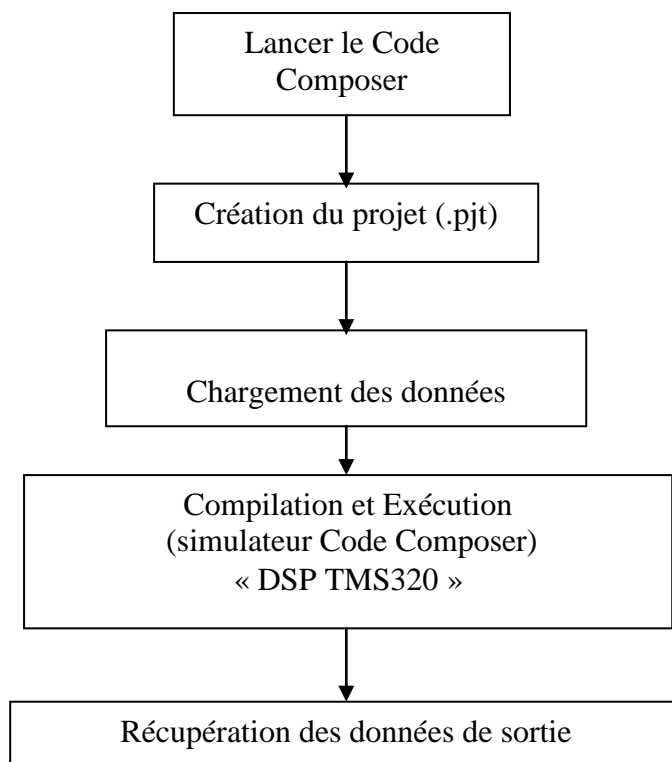 Lancer le Code
Composer
Création du projet (.pjt)
Chargement des données
Compilation et Exécution
(simulateur Code Composer)
« DSP TMS320 »
Récupération des données de sortie